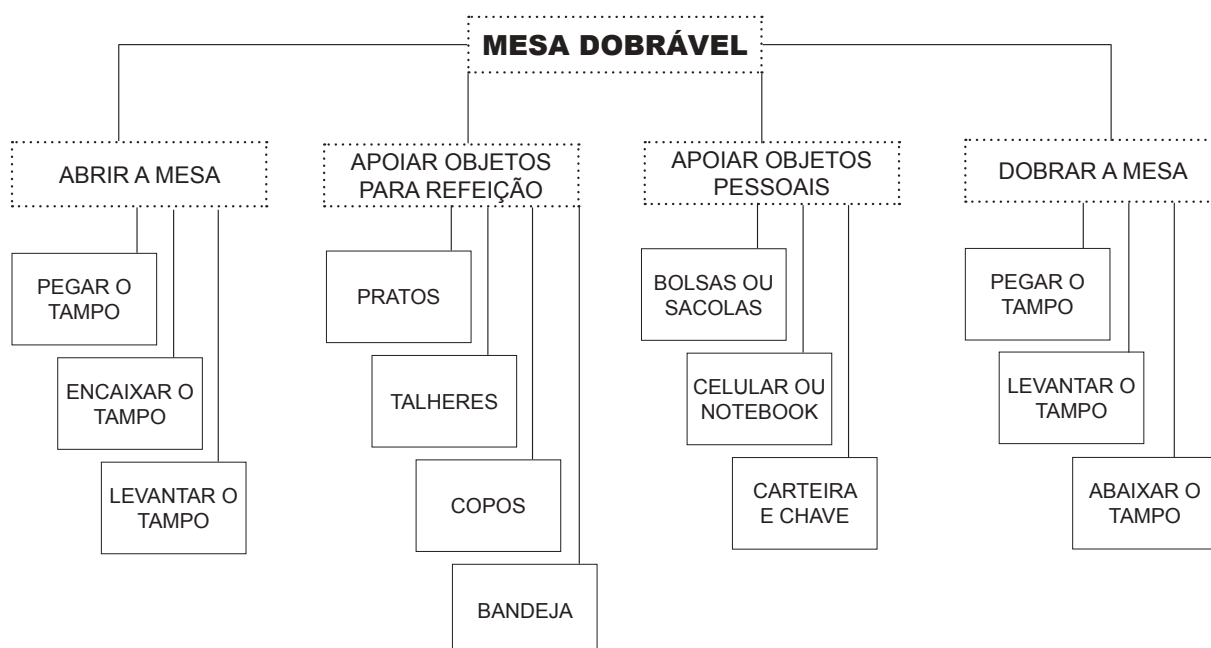 MESA DOBRÁVEL
ABRIR A MESA
PEGAR O
TAMPO
ENCAIXAR O
TAMPO
LEVANTAR O
TAMPO
APOIAR OBJETOS
PARA REFEIÇÃO
PRATOS
TALHERES
COPOS
BANDEJA
APOIAR OBJETOS
PESSOAIS
BOLSAS OU
SACOLAS
CELULAR OU
NOTEBOOK
CARTEIRA
E CHAVE
DOBRAR A MESA
PEGAR O
TAMPO
LEVANTAR O
TAMPO
ABAIXAR O
TAMPO